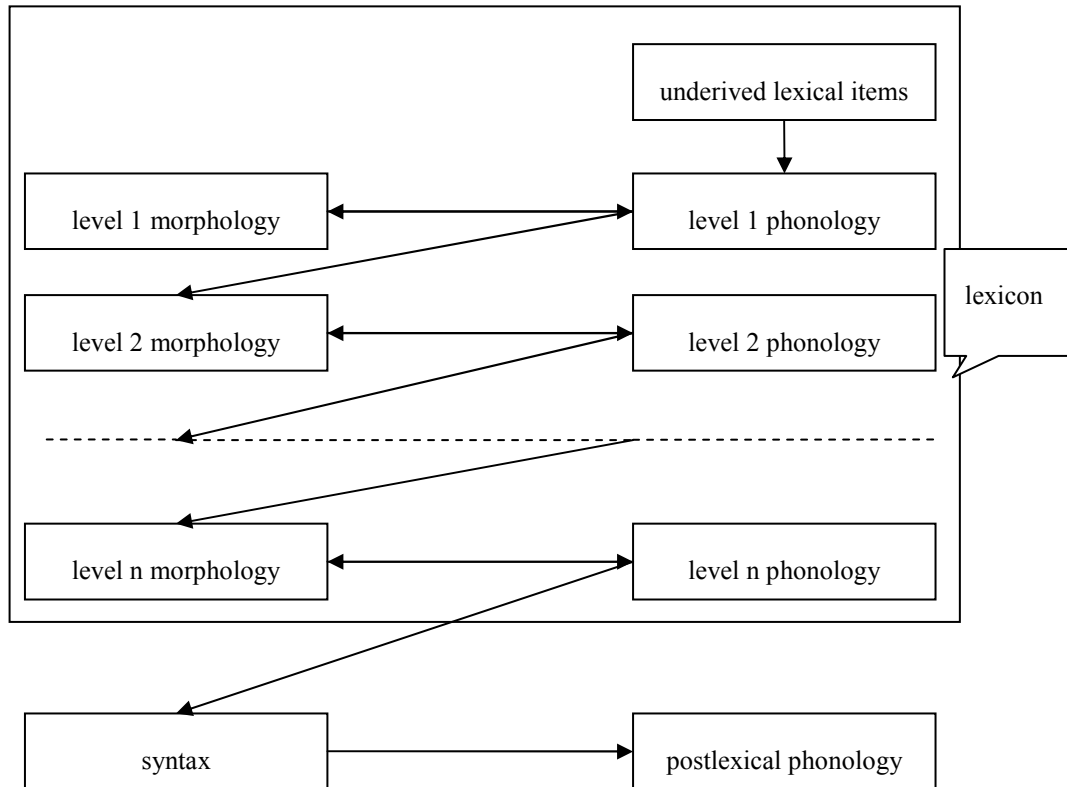 underived lexical items
level 1 morphology
level 1 phonology
lexicon
level 2 morphology
level 2 phonology
level n morphology
level n phonology
syntax
postlexical phonology